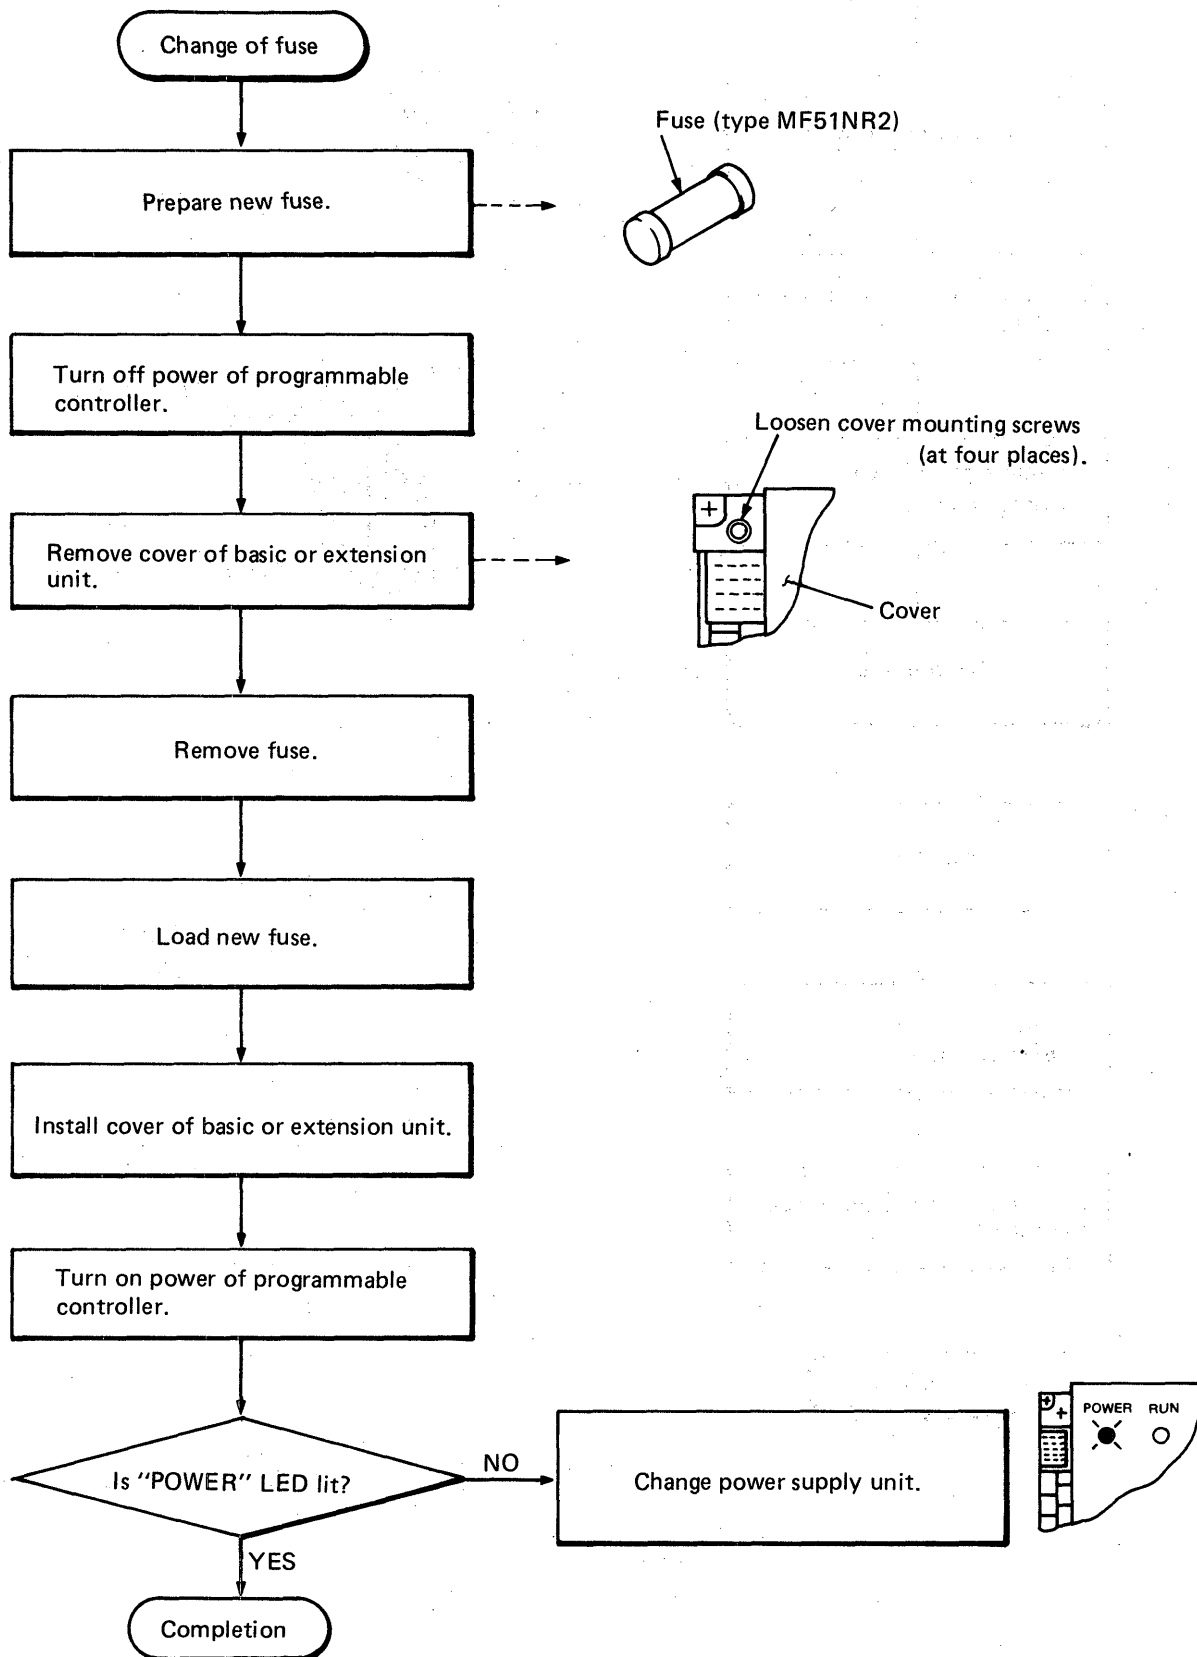 Change of fuse
Fuse (type MF51NR2)
Prepare new fuse.
Turn off power of programmable
controller.
Loosen cover mounting screws
(at four places).
Remove cover of basic or extension
unit.
Cover
Remove fuse.
Load new fuse.
Install cover of basic or extension unit.
Turn on power of programmable
controller.
Is "POWER" LED lit?
NO
Change power supply unit.
POWER RUN
YES
Completion